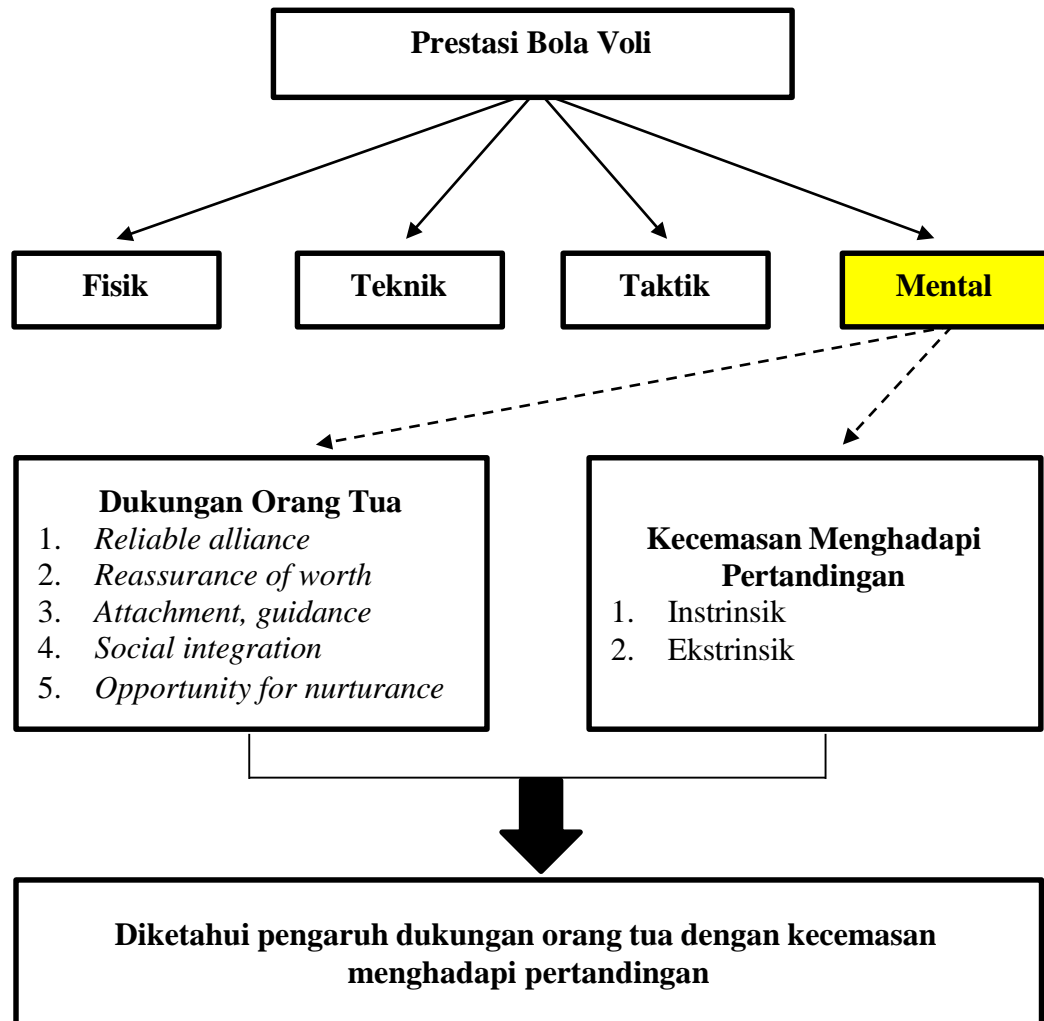 Prestasi Bola Voli
Fisik
Teknik
Taktik
Mental
Dukungan Orang Tua
1. Reliable alliance
2. Reassurance of worth
3. Attachment, guidance
4. Social integration
5. Opportunity for nurturance
Kecemasan Menghadapi
Pertandingan
1. Instrinsik
2. Ekstrinsik
Diketahui pengaruh dukungan orang tua dengan kecemasan
menghadapi pertandingan